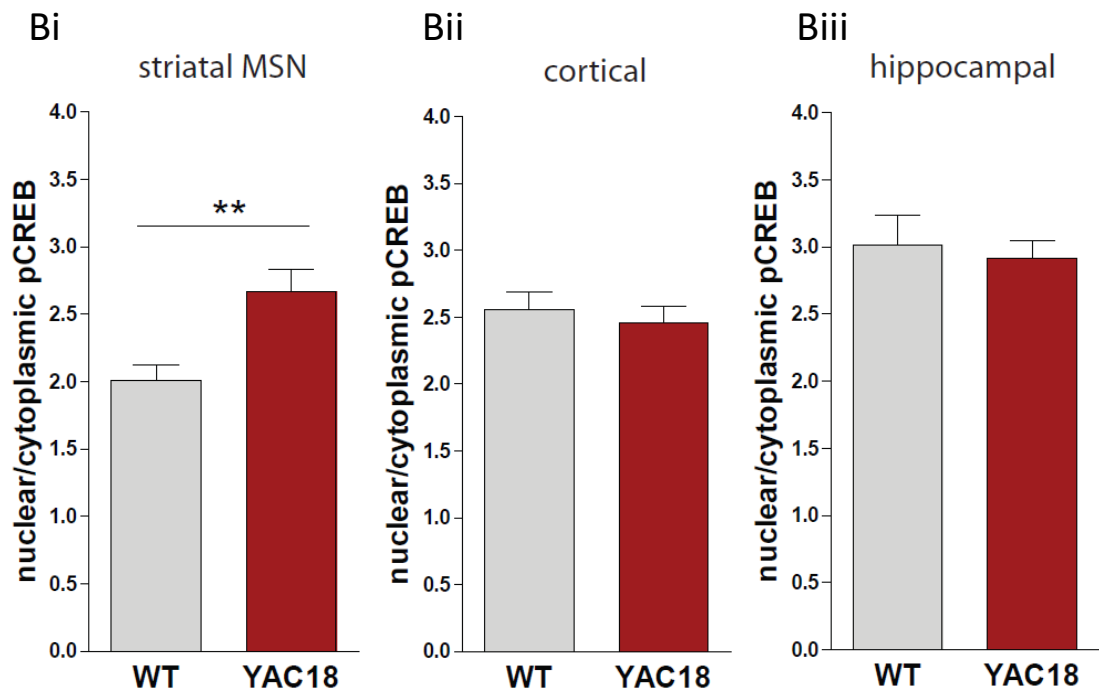 Bi
striatal MSN
nuclear/cytoplasmic pCREB
4.0
3.5
3.0
2.5
2.0
1.5
1.0
0.5
0.0
**
WT YAC18
Bii
cortical
nuclear/cytoplasmic pCREB
4.0
3.5
3.0
2.5
2.0
1.5
1.0
0.5
0.0
WT YAC18
Biii
hippocampal
nuclear/cytoplasmic pCREB
4.0
3.5
3.0
2.5
2.0
1.5
1.0
0.5
0.0
WT YAC18